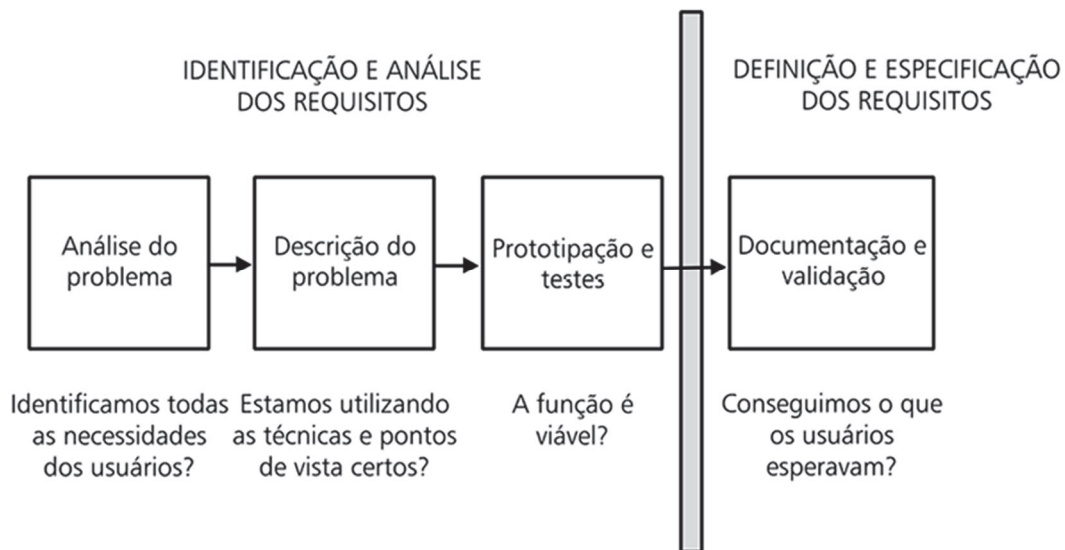 IDENTIFICAÇÃO E ANÁLISE
DOS REQUISITOS
DEFINIÇÃO E ESPECIFICAÇÃO
DOS REQUISITOS
Análise do
problema
Descrição do
problema
Prototipação e
testes
Documentação e
validação
Identificamos todas
as necessidades
dos usuários?
Estamos utilizando
as técnicas e pontos
de vista certos?
A função é
viável?
Conseguimos o que
os usuários
esperavam?